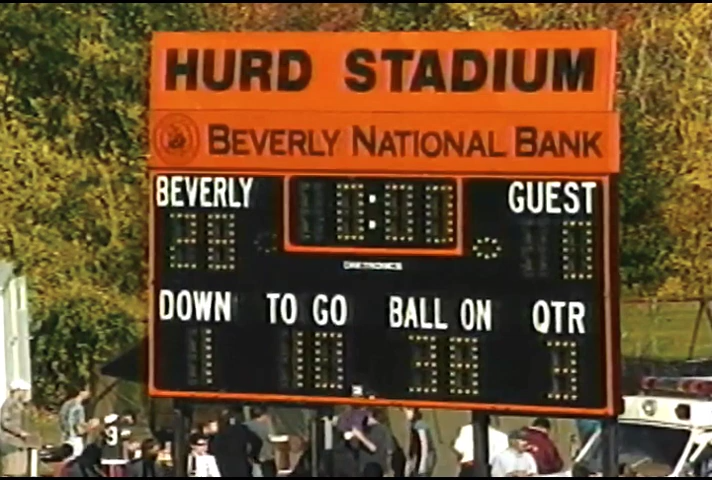 HURD STADIUM
BEVERLY NATIONAL BANK
BEVERLY 0:00 GUEST
28 0
DAKTRONICS
DOWN TO GO BALL ON QTR
1 10 38 3
9